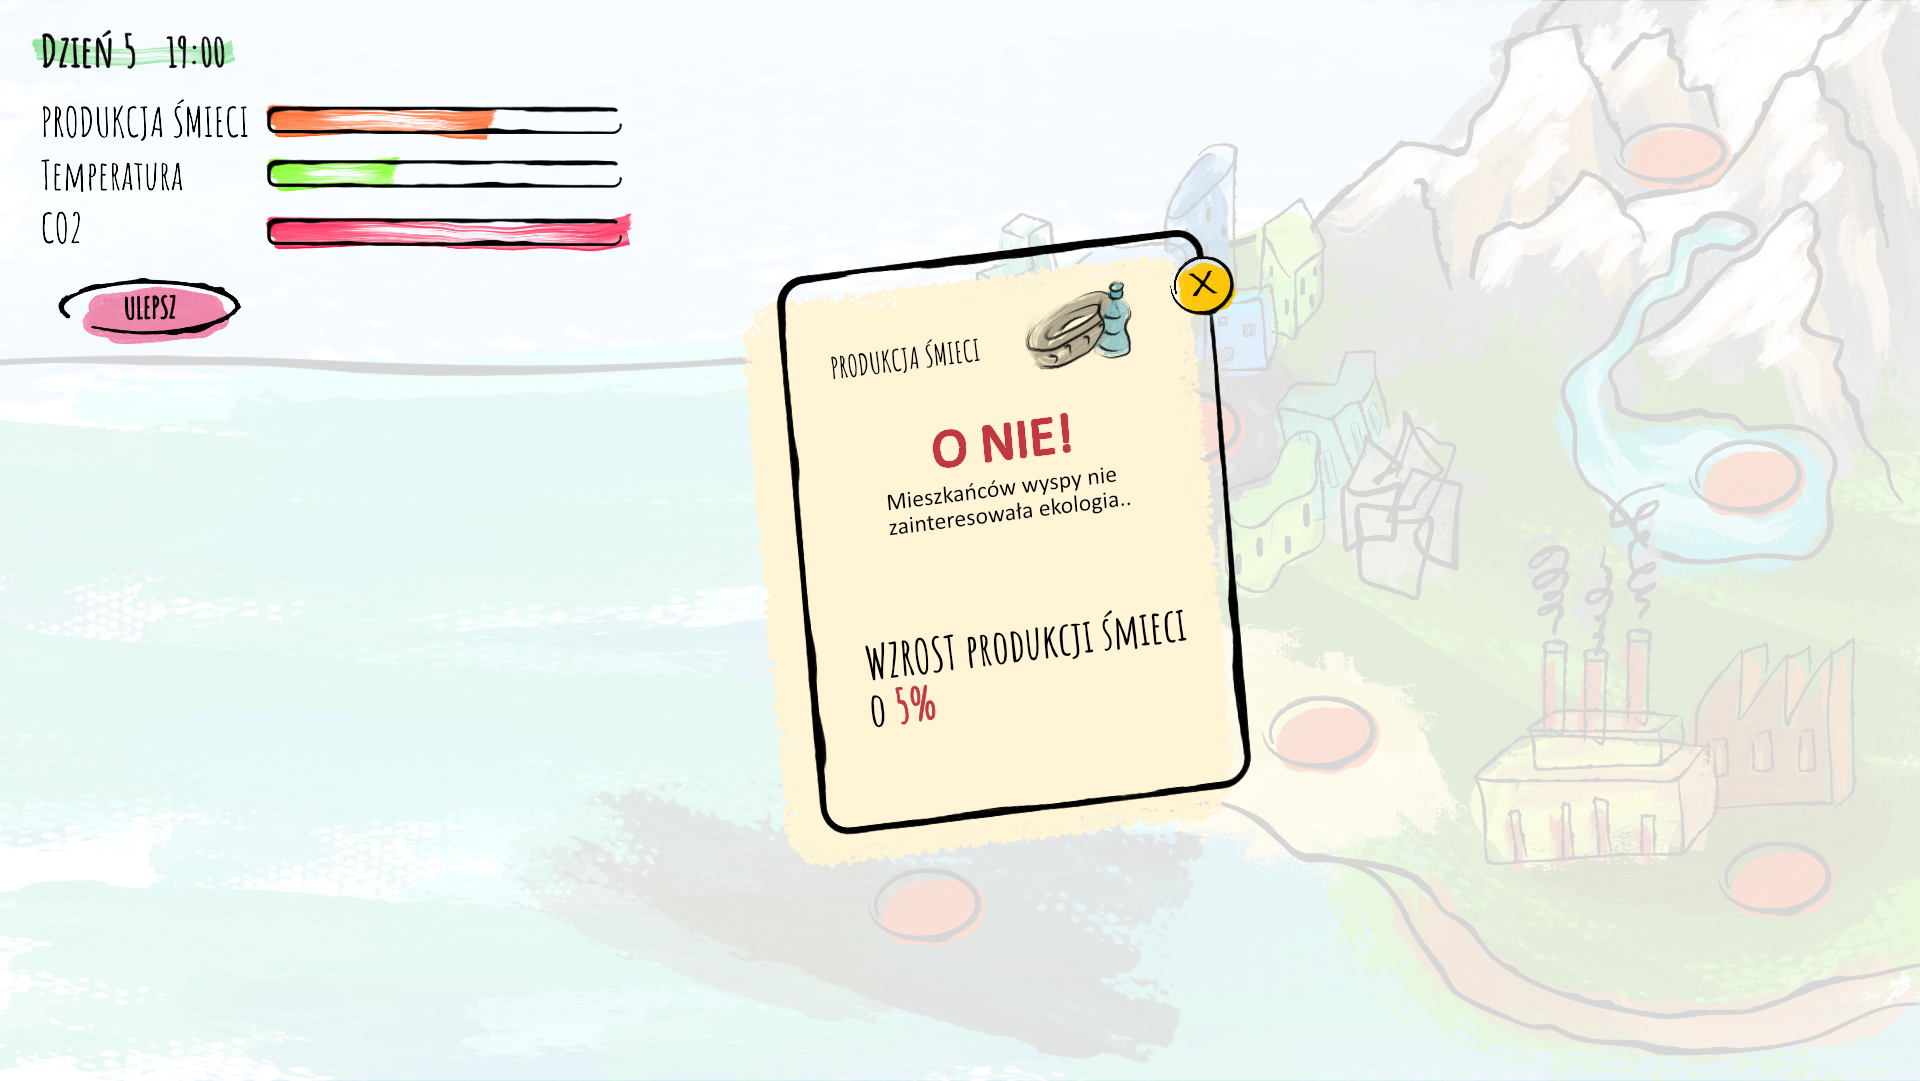 Dzień 5 19:00
PRODUKCJA ŚMIECI
Temperatura
CO2
ULEPSZ
X
PRODUKCJA ŚMIECI
O NIE!
Mieszkańców wyspy nie
zainteresowała ekologia..
WZROST PRODUKCJI ŚMIECI
O 5%